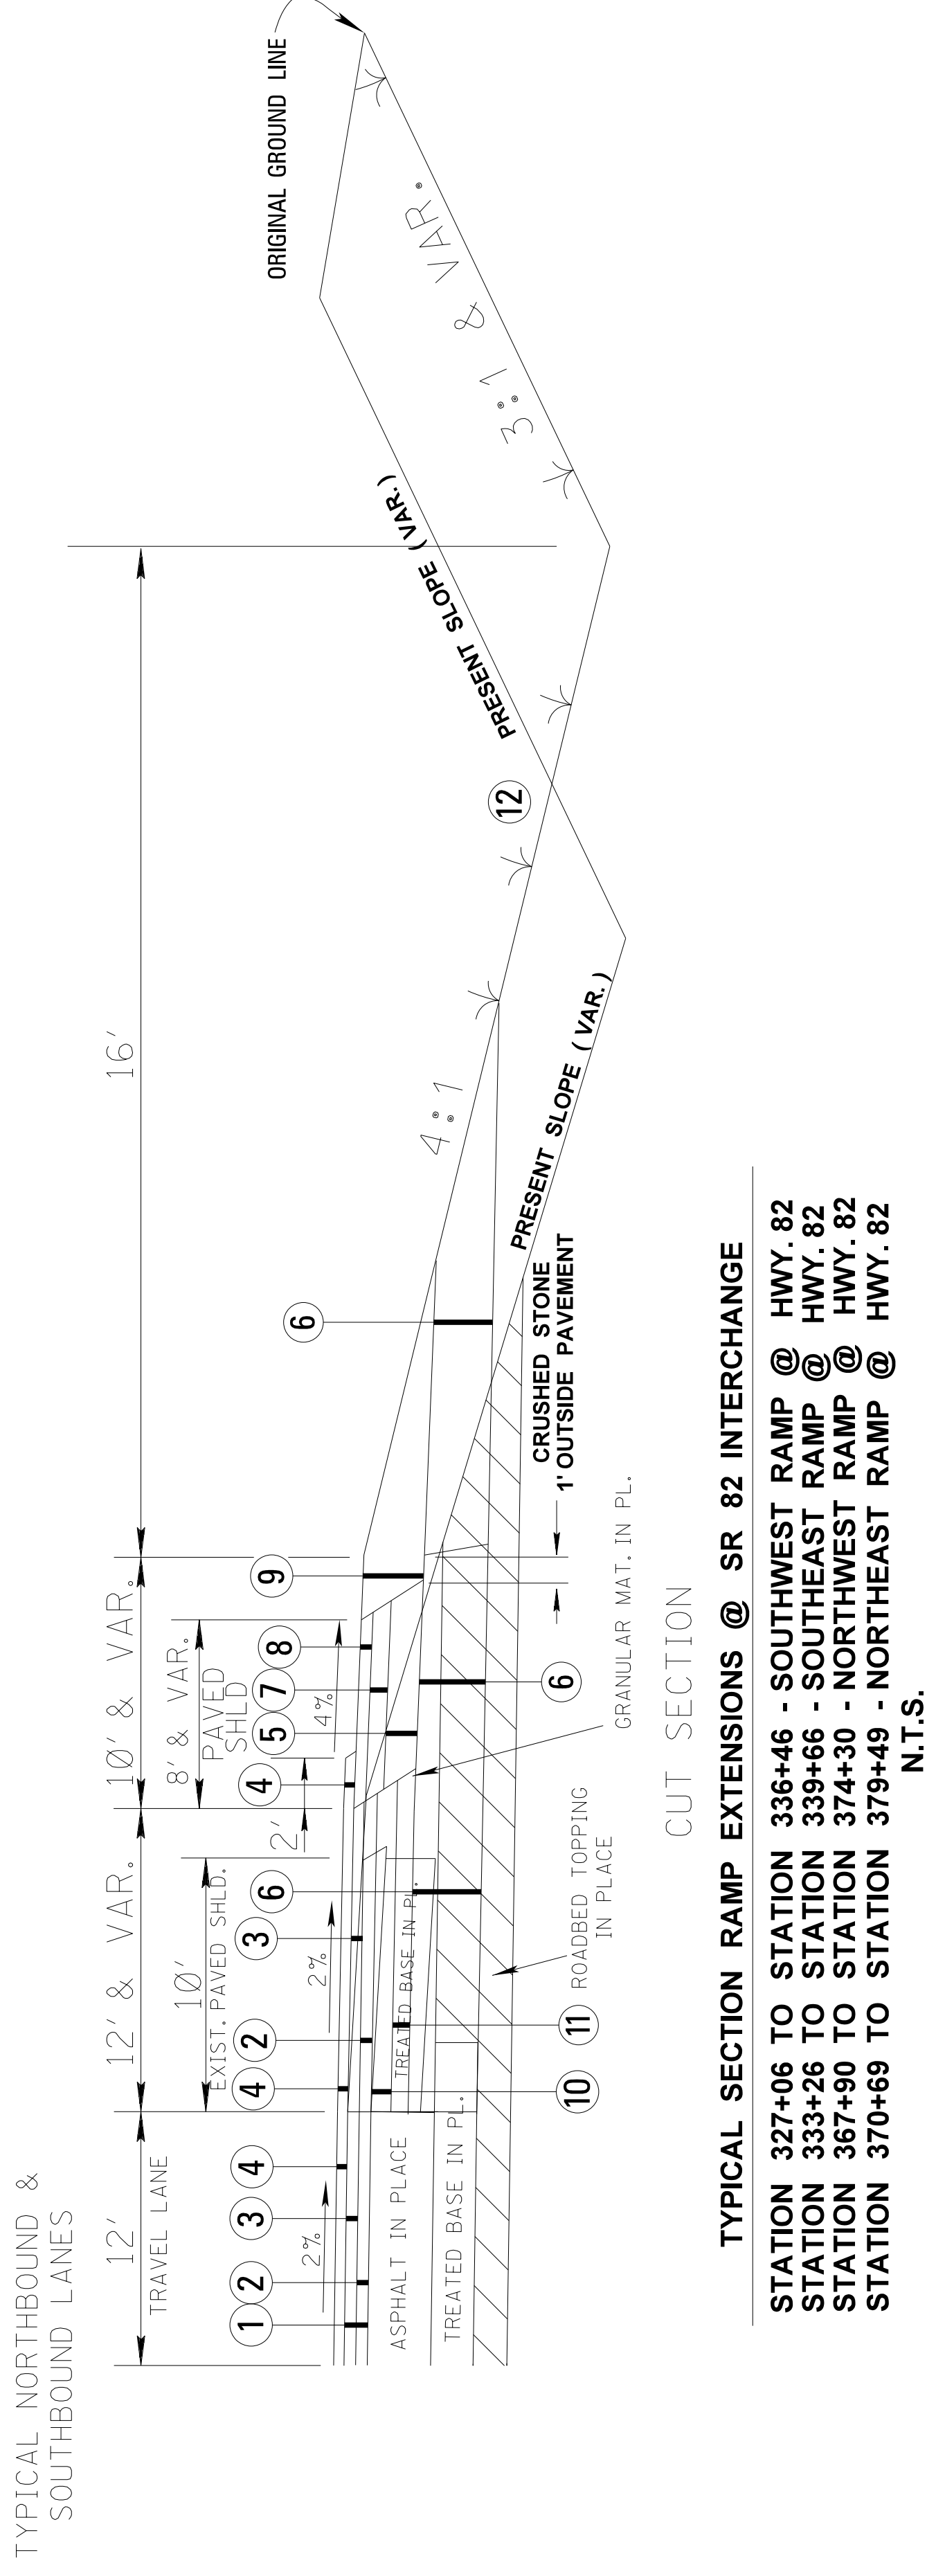 TYPICAL NORTHBOUND &
SOUTHBOUND LANES
12'
TRAVEL LANE
12' & VAR.
10'
EXIST. PAVED SHLD.
2'
10' & VAR.
8' & VAR.
PAVED
SHLD
16'
ORIGINAL GROUND LINE
1
2
3
4
4
2
3
6
4
5
7
8
9
6
12
2%
2%
4%
4:1
3:1 & VAR.
PRESENT SLOPE (VAR.)
PRESENT SLOPE (VAR.)
ASPHALT IN PLACE
TREATED BASE IN PL.
TREATED BASE IN PL.
10
11
6
ROADBED TOPPING
IN PLACE
GRANULAR MAT. IN PL.
CRUSHED STONE
1' OUTSIDE PAVEMENT
CUT SECTION
TYPICAL SECTION RAMP EXTENSIONS @ SR 82 INTERCHANGE
STATION 327+06 TO STATION 336+46 - SOUTHWEST RAMP @ HWY. 82
STATION 333+26 TO STATION 339+66 - SOUTHEAST RAMP @ HWY. 82
STATION 367+90 TO STATION 374+30 - NORTHWEST RAMP @ HWY. 82
STATION 370+69 TO STATION 379+49 - NORTHEAST RAMP @ HWY. 82
N.T.S.